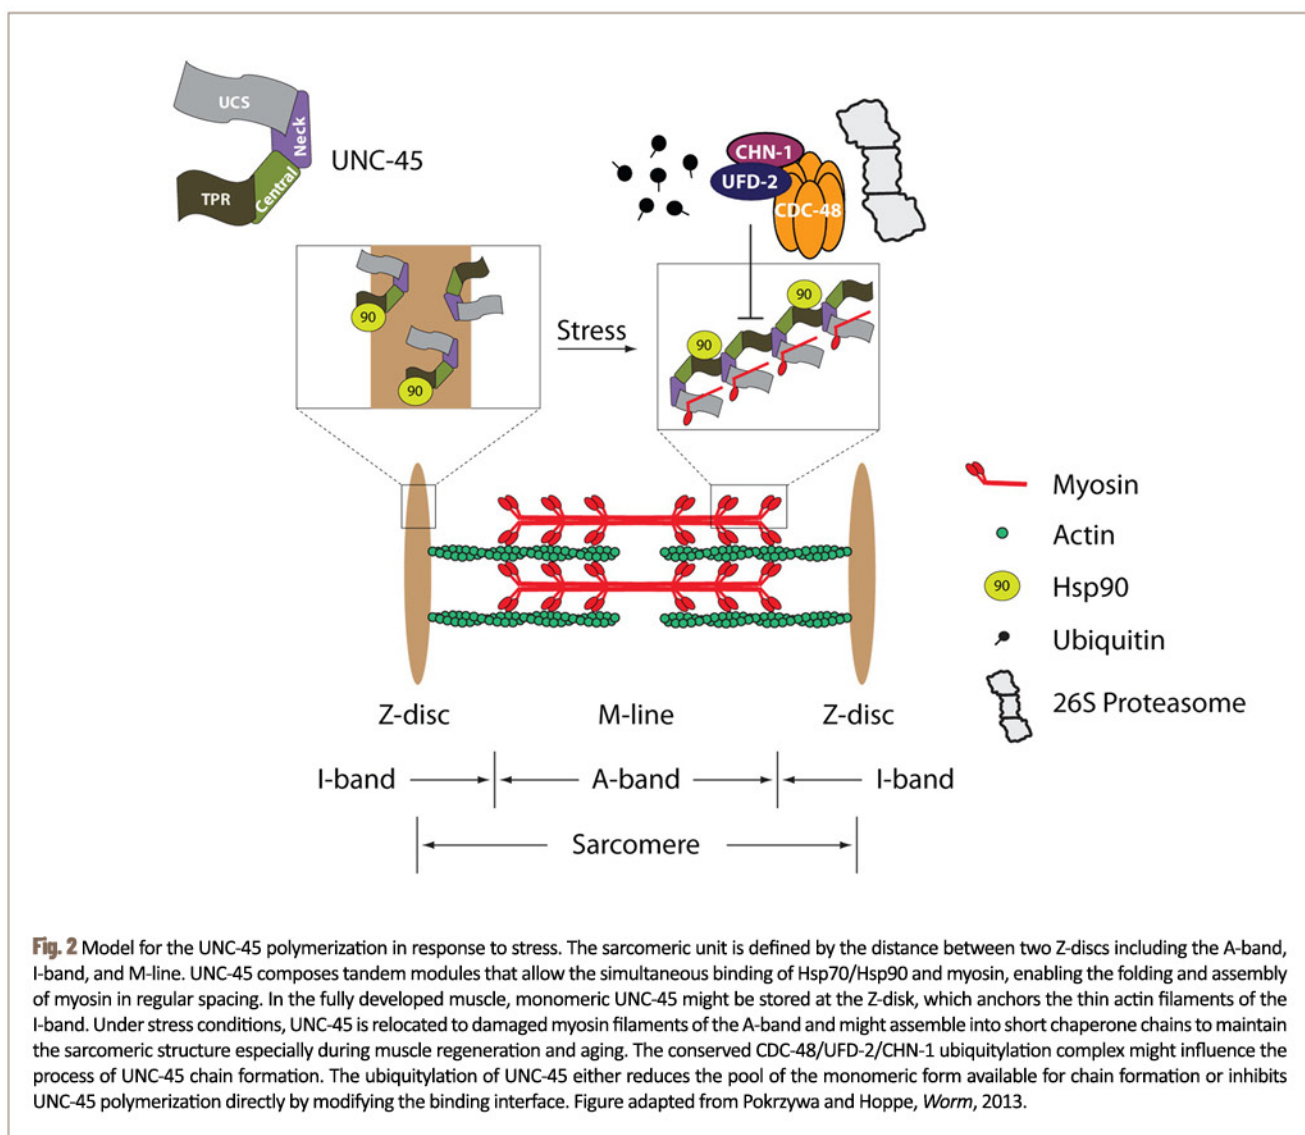 UCS
Neck
UNC-45
TPR
Central
CHN-1
UFD-2
CDC-48
90
90
90
90
Stress
Myosin
Actin
90 Hsp90
Ubiquitin
26S Proteasome
Z-disc M-line Z-disc
I-band A-band I-band
Sarcomere
Fig. 2 Model for the UNC-45 polymerization in response to stress. The sarcomeric unit is defined by the distance between two Z-discs including the A-band,
I-band, and M-line. UNC-45 composes tandem modules that allow the simultaneous binding of Hsp70/Hsp90 and myosin, enabling the folding and assembly
of myosin in regular spacing. In the fully developed muscle, monomeric UNC-45 might be stored at the Z-disk, which anchors the thin actin filaments of the
I-band. Under stress conditions, UNC-45 is relocated to damaged myosin filaments of the A-band and might assemble into short chaperone chains to maintain
the sarcomeric structure especially during muscle regeneration and aging. The conserved CDC-48/UFD-2/CHN-1 ubiquitylation complex might influence the
process of UNC-45 chain formation. The ubiquitylation of UNC-45 either reduces the pool of the monomeric form available for chain formation or inhibits
UNC-45 polymerization directly by modifying the binding interface. Figure adapted from Pokrzywa and Hoppe, Worm, 2013.